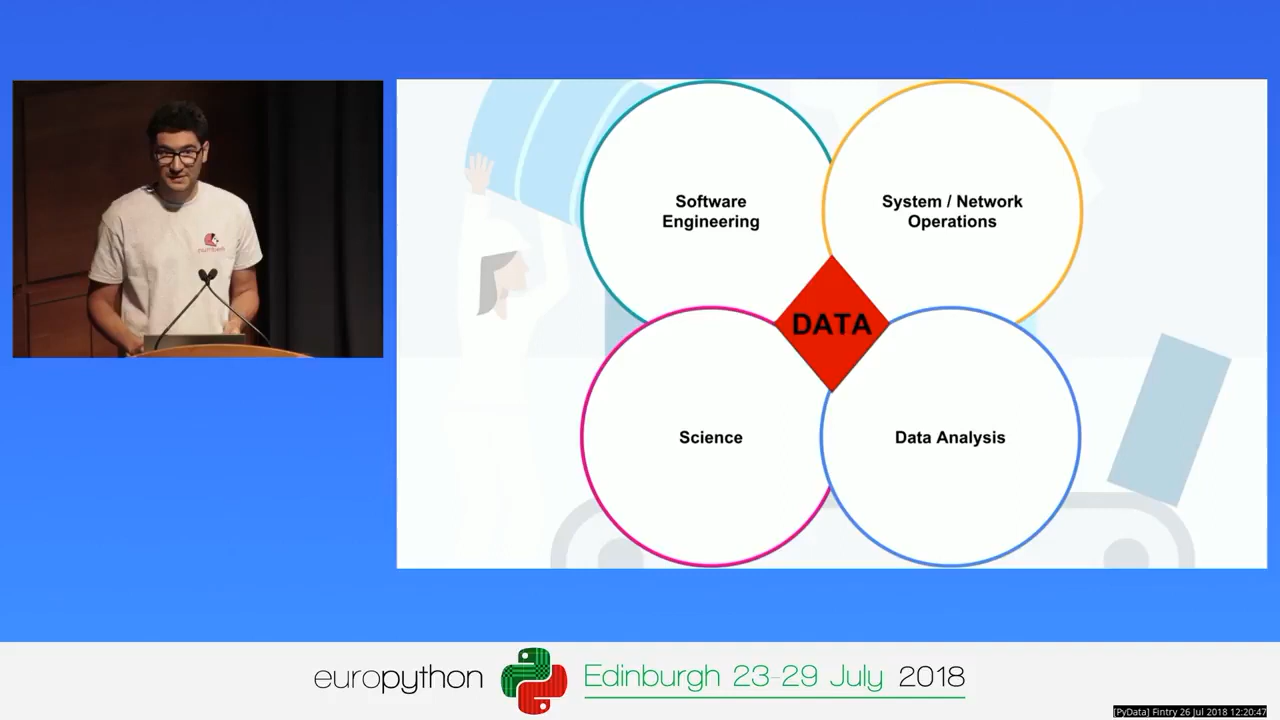 Software
Engineering
System / Network
Operations
DATA
Science
Data Analysis
europython
Edinburgh 23-29 July 2018
[PyData] Fintry 26 Jul 2018 12:20:47